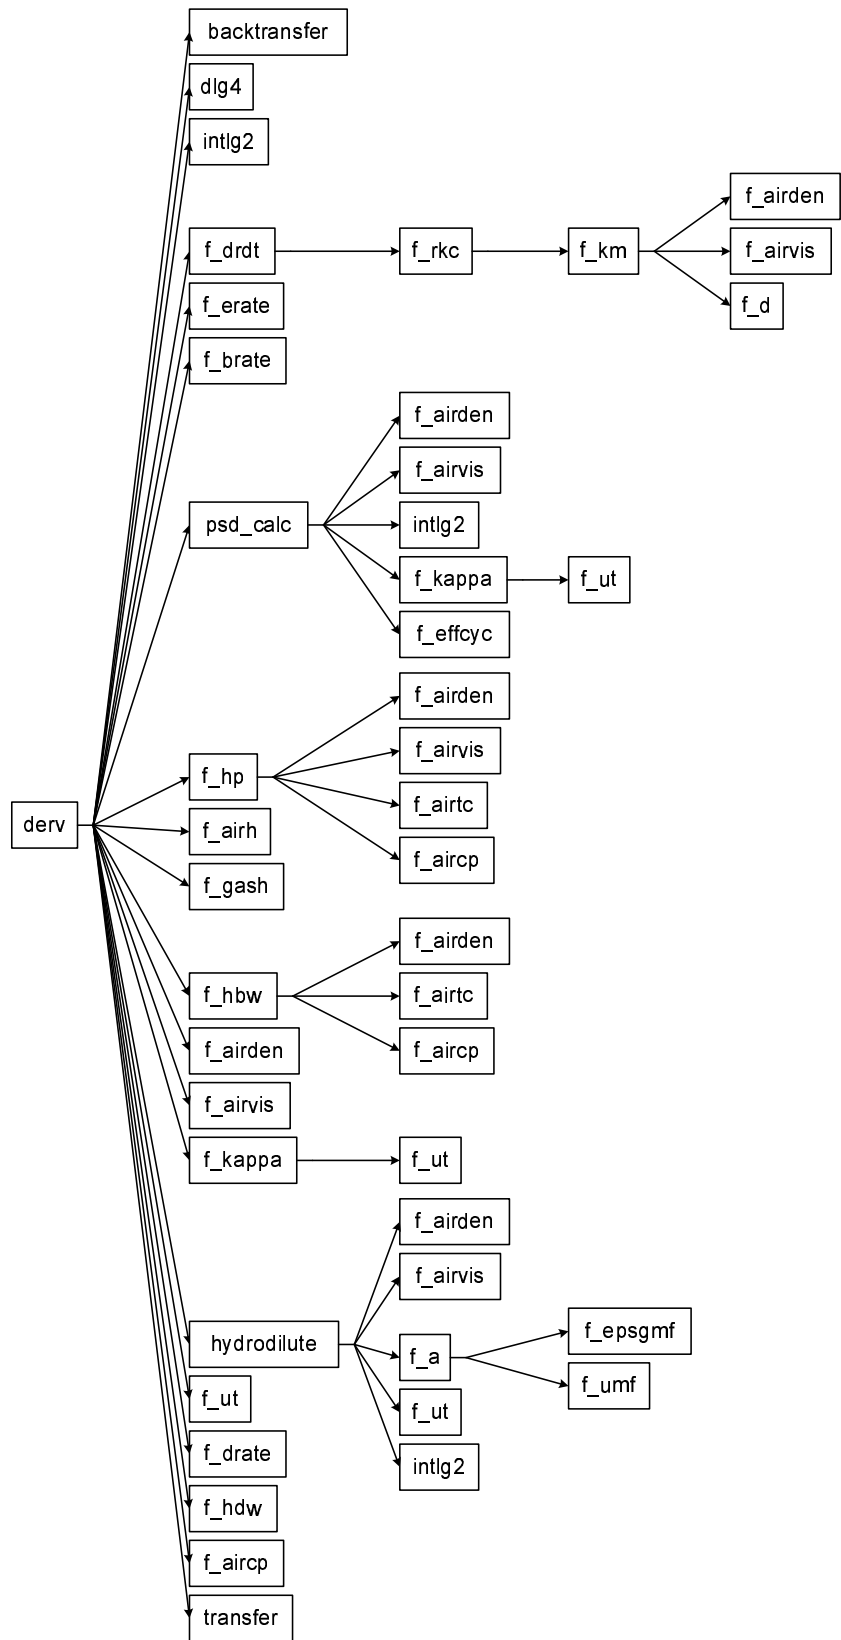 backtransfer
dlg4
intlg2
f_airden
f_drdt
f_rkc
f_km
f_airvis
f_erate
f_d
f_brate
f_airden
f_airvis
psd_calc
intlg2
f_kappa
f_ut
f_effcyc
f_airden
f_airvis
f_hp
f_airtc
derv
f_airh
f_aircp
f_gash
f_airden
f_hbw
f_airtc
f_airden
f_aircp
f_airvis
f_kappa
f_ut
f_airden
f_airvis
f_epsgmf
hydrodilute
f_a
f_umf
f_ut
f_ut
f_drate
intlg2
f_hdw
f_aircp
transfer